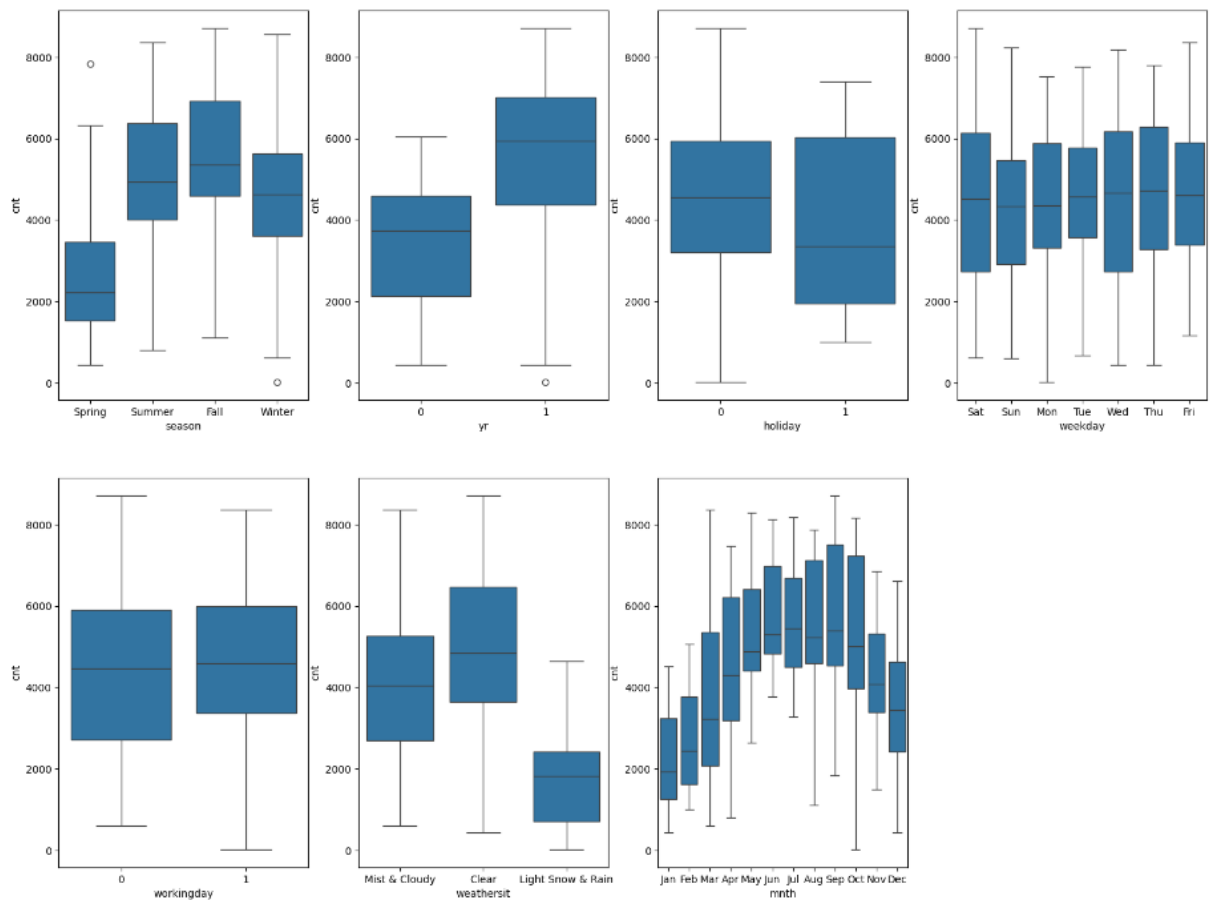 8000
6000
4000
2000
0
cnt
Spring Summer Fall Winter
season
8000
6000
4000
2000
0
cnt
0 1
yr
8000
6000
4000
2000
0
cnt
0 1
holiday
8000
6000
4000
2000
0
cnt
Sat Sun Mon Tue Wed Thu Fri
weekday
8000
6000
4000
2000
0
cnt
0 1
workingday
8000
6000
4000
2000
0
cnt
Mist & Cloudy Clear Light Snow & Rain
weathersit
8000
6000
4000
2000
0
cnt
Jan Feb Mar Apr May Jun Jul Aug Sep Oct Nov Dec
mnth